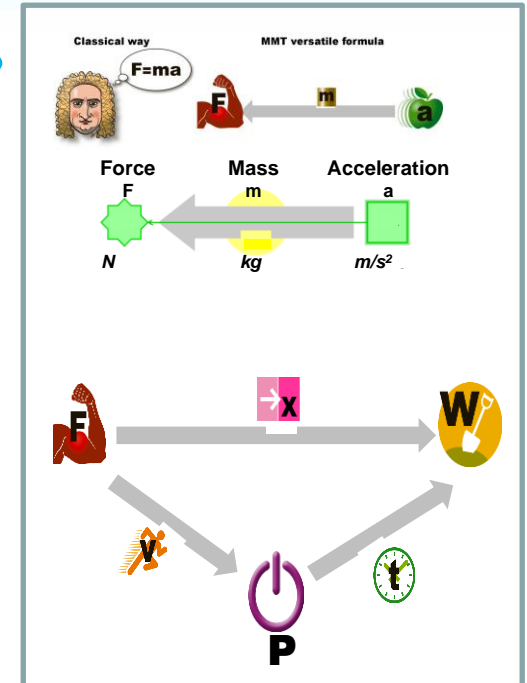 Classical way MMT versatile formula
F=ma
F m a
Force Mass Acceleration
F m a
N kg m/s²
F x W
v t
P